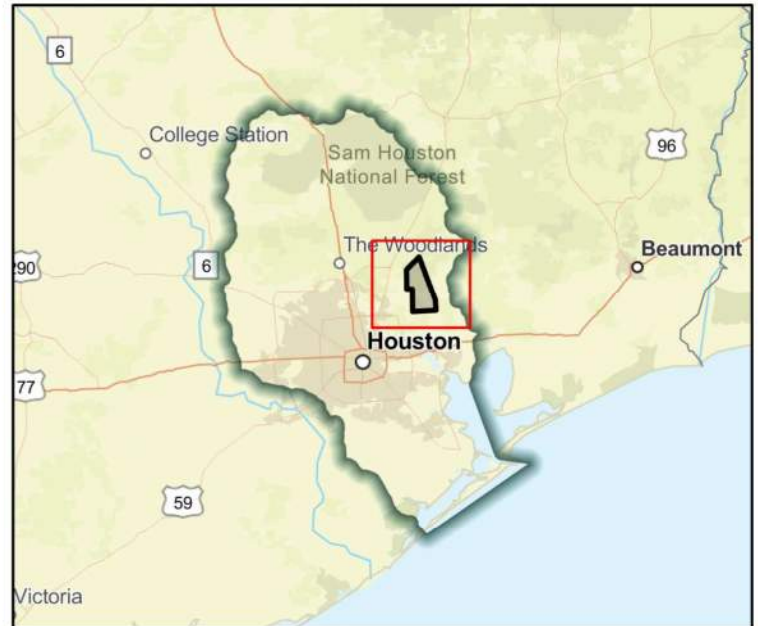 6
College Station
96
Sam Houston
National Forest
The Woodlands
Beaumont
290
6
Houston
77
59
Victoria